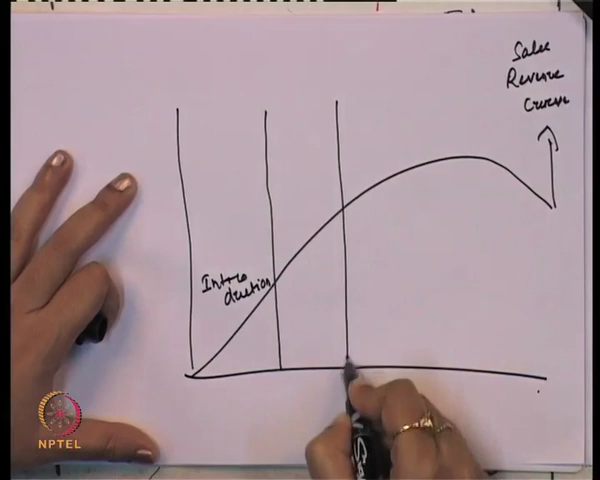 Sales
Revenue
Curve
Intro
duction
NPTEL